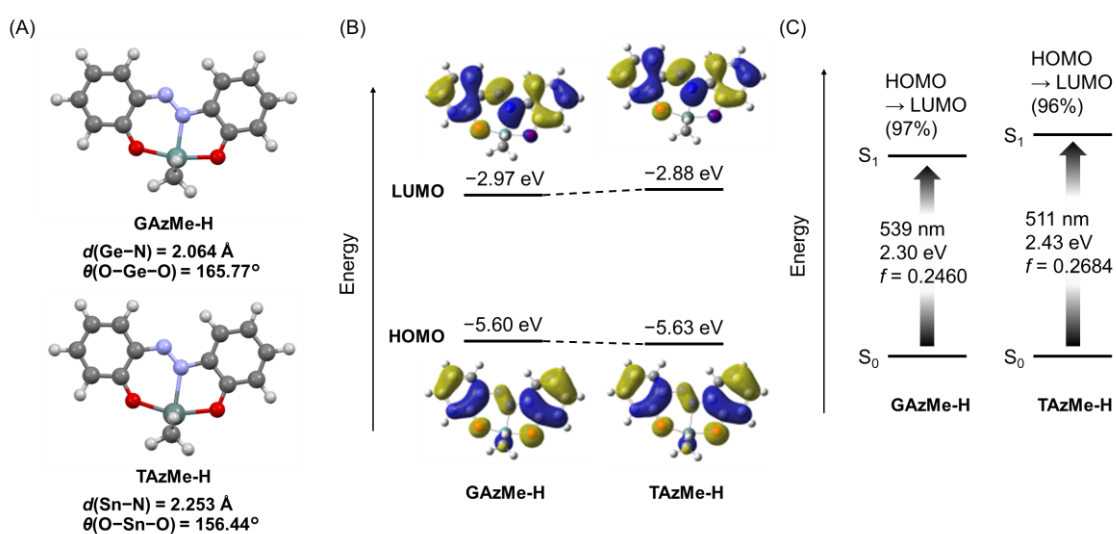 (A)
GAzMe-H
d(Ge−N) = 2.064 Å
θ(O−Ge−O) = 165.77°
TAzMe-H
d(Sn−N) = 2.253 Å
θ(O−Sn−O) = 156.44°
(B)
Energy
LUMO
−2.97 eV
−2.88 eV
HOMO
−5.60 eV
−5.63 eV
GAzMe-H
TAzMe-H
(C)
Energy
HOMO
→ LUMO
(97%)
S1
539 nm
2.30 eV
f = 0.2460
S0
GAzMe-H
HOMO
→ LUMO
(96%)
S1
511 nm
2.43 eV
f = 0.2684
S0
TAzMe-H